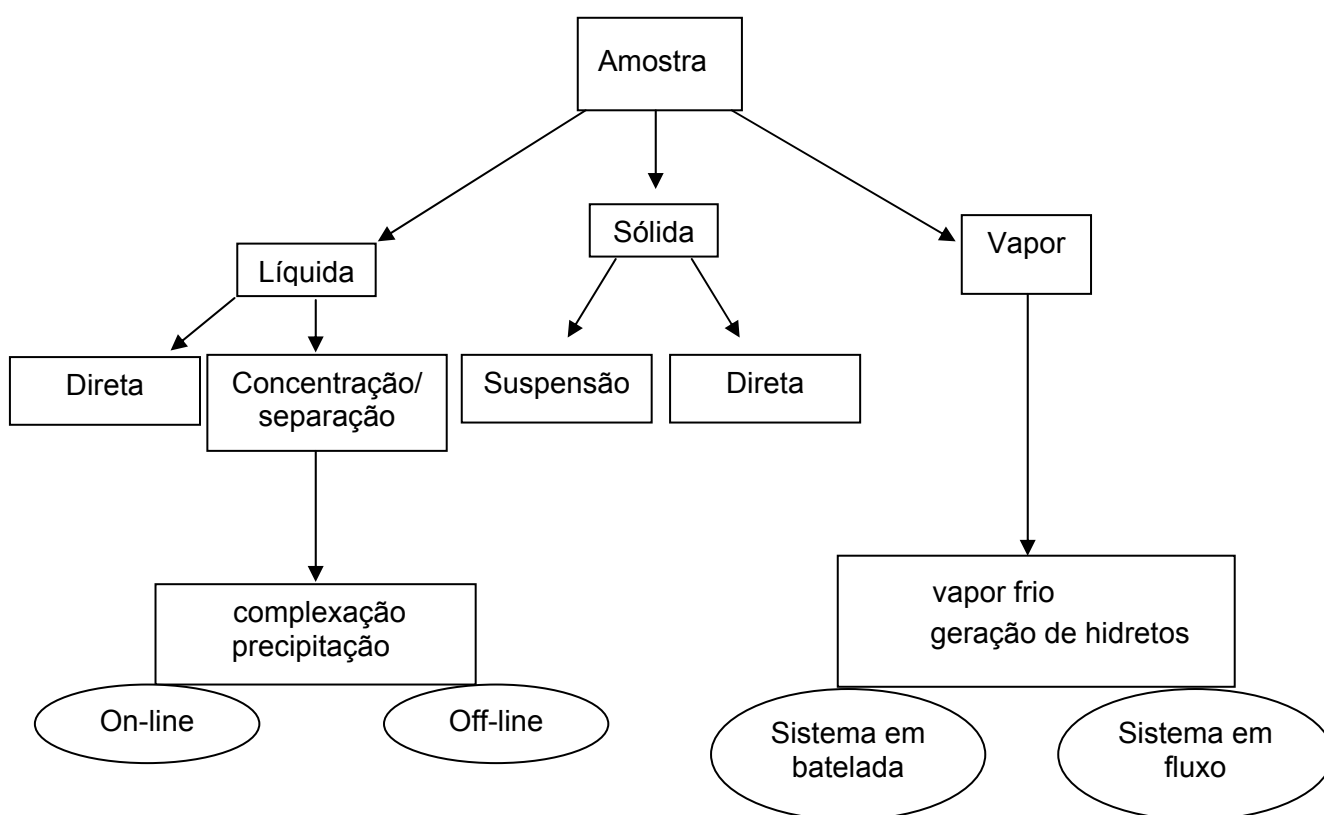 Amostra
Líquida
Sólida
Vapor
Direta
Concentração/
separação
Suspensão
Direta
complexação
precipitação
vapor frio
geração de hidretos
On-line
Off-line
Sistema em
batelada
Sistema em
fluxo